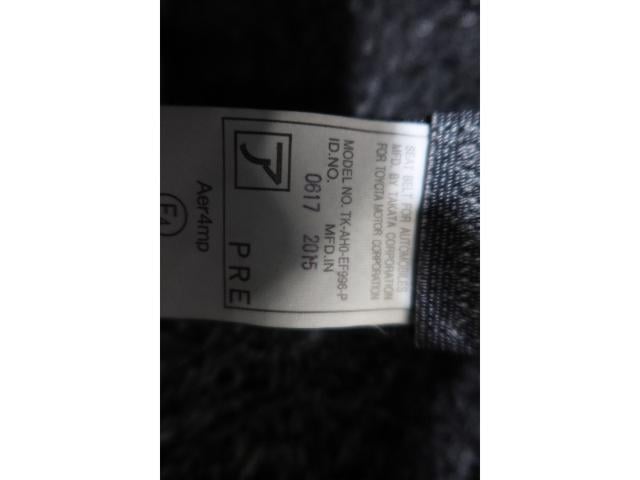 SEAT BELT FOR AUTOMOBILES
MFD. BY TAKATA CORPORATION
FOR TOYOTA MOTOR CORPORATION
MODEL NO. TK-AH0-EF996-P
ID.NO. MFD.IN
0617 2015
ア PRE
Aer4mp
E4